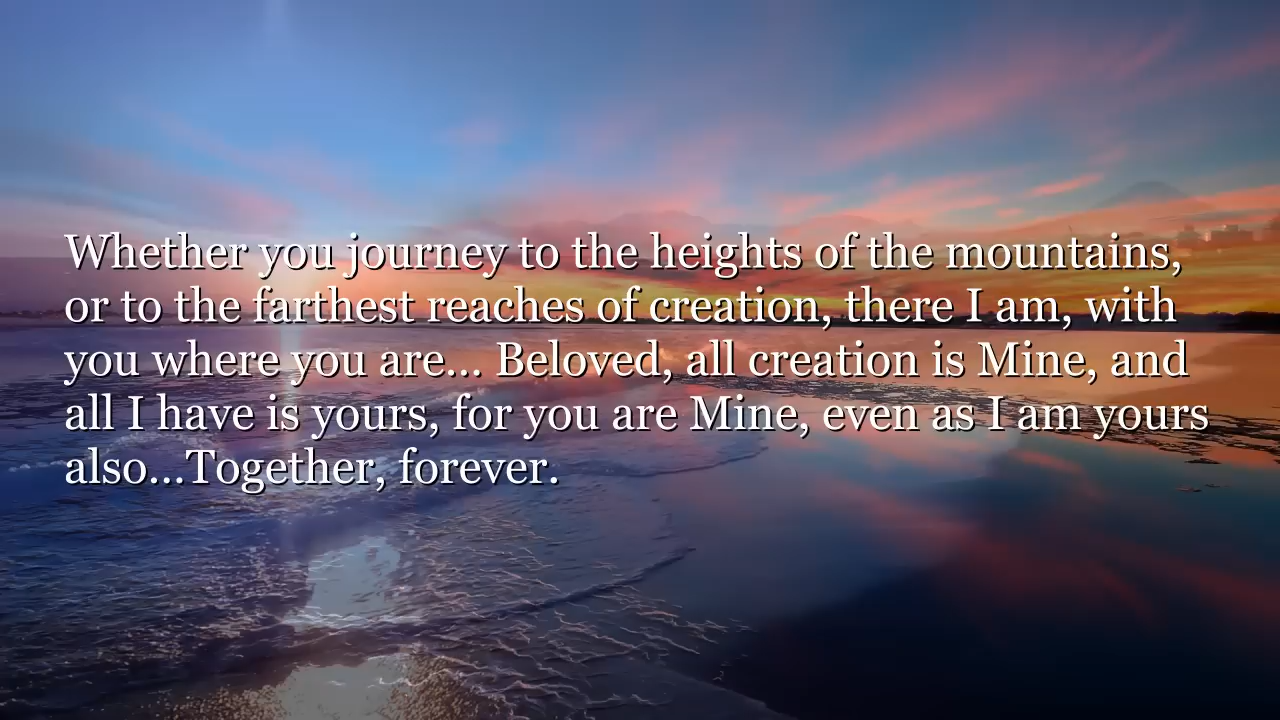 Whether you journey to the heights of the mountains,
or to the farthest reaches of creation, there I am, with
you where you are... Beloved, all creation is Mine, and
all I have is yours, for you are Mine, even as I am yours
also...Together, forever.